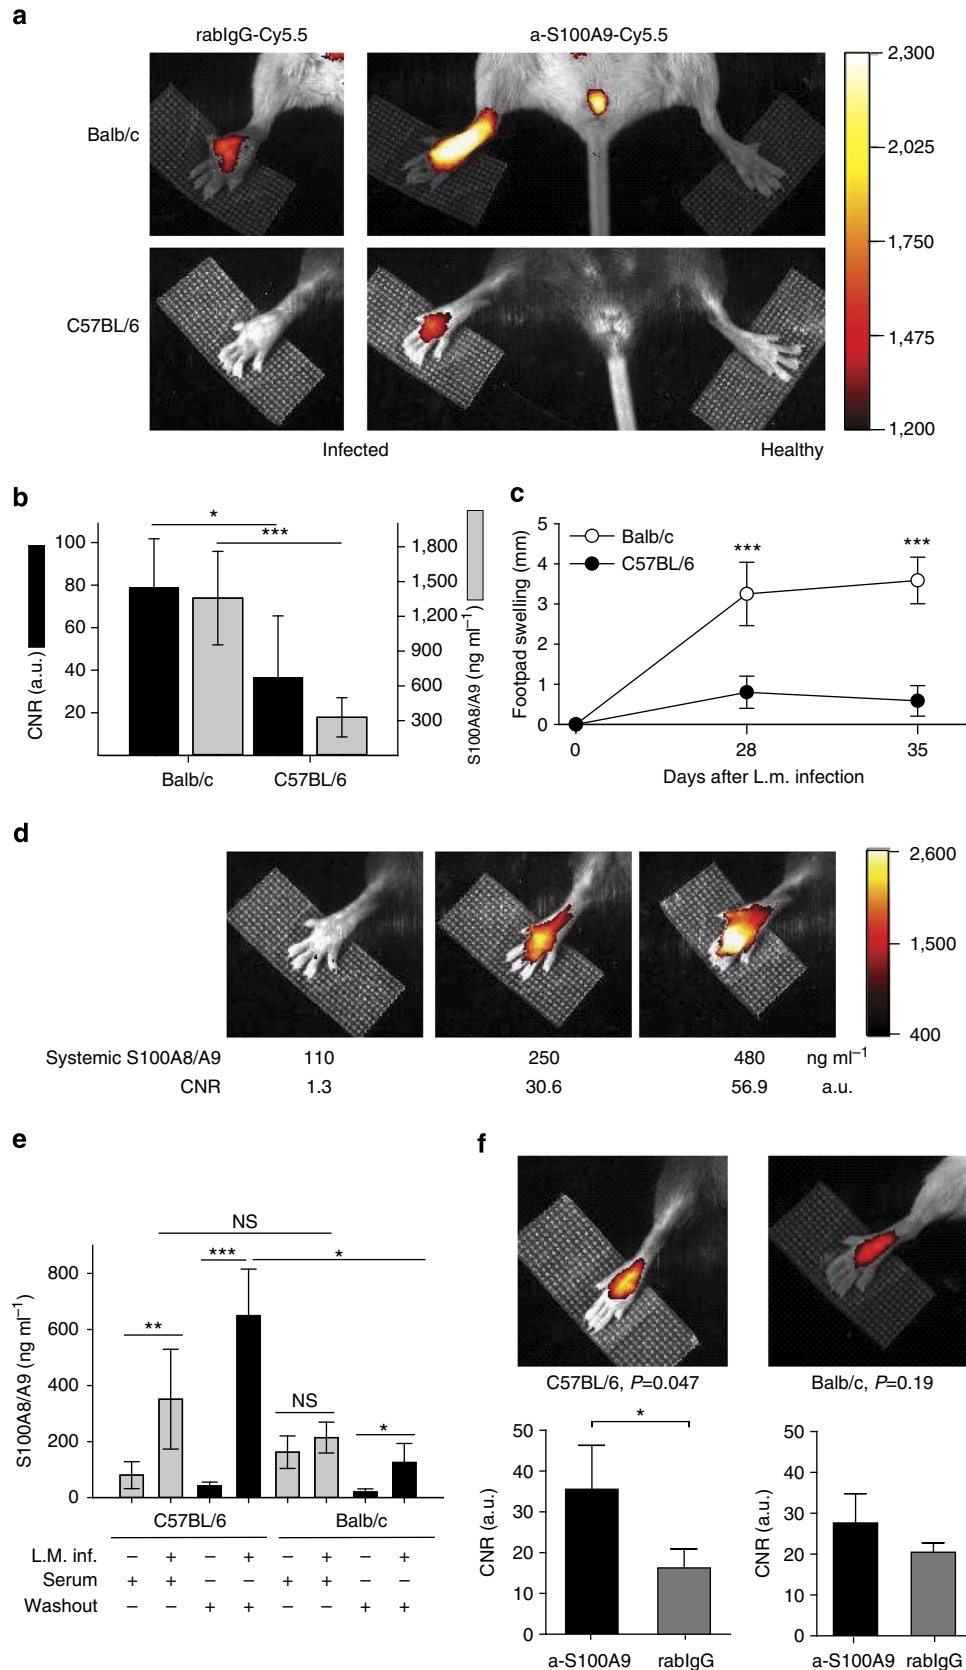 a
rabIgG-Cy5.5
a-S100A9-Cy5.5
Balb/c
C57BL/6
2,300
2,025
1,750
1,475
1,200
Infected
Healthy
b
CNR (a.u.)
100
80
60
40
20
*
***
1,800
1,500
1,200
900
600
300
S100A8/A9 (ng ml–1)
Balb/c
C57BL/6
c
Footpad swelling (mm)
5
4
3
2
1
0
Balb/c
C57BL/6
***
***
0
28
35
Days after L.m. infection
d
2,600
1,500
400
Systemic S100A8/A9 110 250 480 ng ml–1
CNR 1.3 30.6 56.9 a.u.
e
S100A8/A9 (ng ml–1)
800
600
400
200
0
NS
***
*
**
NS
*
C57BL/6
Balb/c
L.M. inf. – + – + – + – +
Serum + + – – + + – –
Washout – – + + – – + +
f
C57BL/6, P=0.047
Balb/c, P=0.19
CNR (a.u.)
50
40
30
20
10
0
*
a-S100A9
rabIgG
CNR (a.u.)
50
40
30
20
10
0
a-S100A9
rabIgG